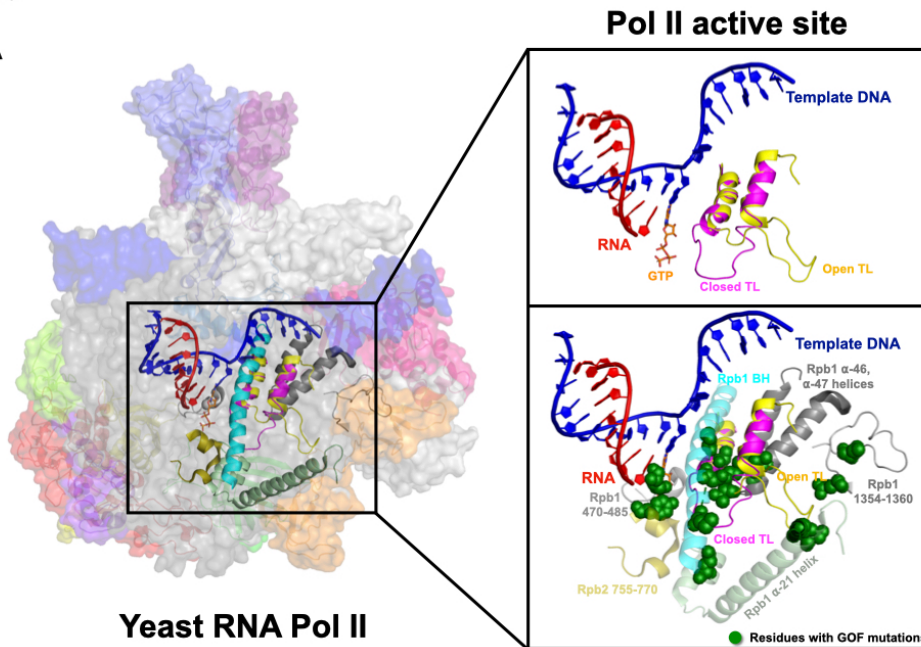 Pol II active site
Template DNA
RNA
GTP
Closed TL
Open TL
Template DNA
Rpb1 BH
Rpb1 α-46,
α-47 helices
RNA
Rpb1
470-485
Open TL
Rpb1
1354-1360
Closed TL
Rpb2 755-770
Rpb1 α-21 helix
Residues with GOF mutation
Yeast RNA Pol II